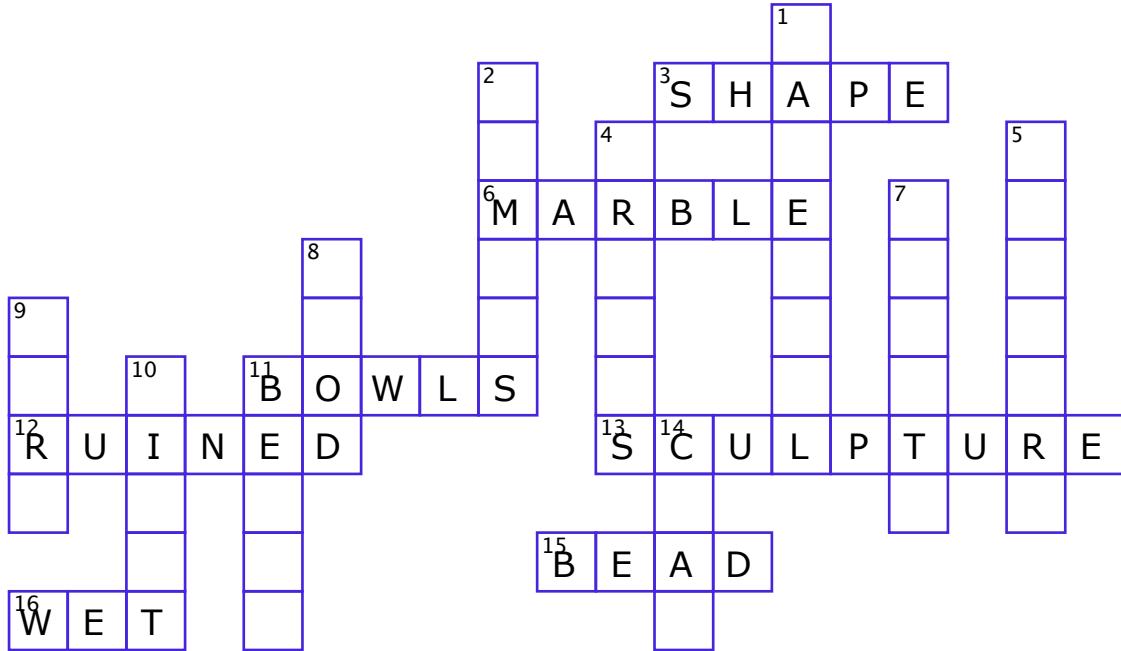 1
2
3 SHAPE
4
5
6 MARBLE
7
8
9
10
11 BOWLS
12 RUINED
13 14 SCULPTURE
15 BEAD
16 WET